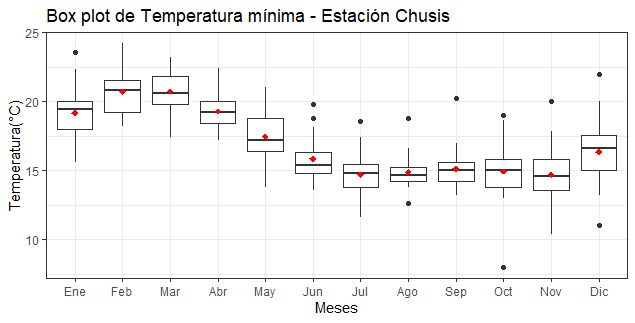 Box plot de Temperatura mínima - Estación Chusis
Temperatura(°C)
25
20
15
10
Ene Feb Mar Abr May Jun Jul Ago Sep Oct Nov Dic
Meses